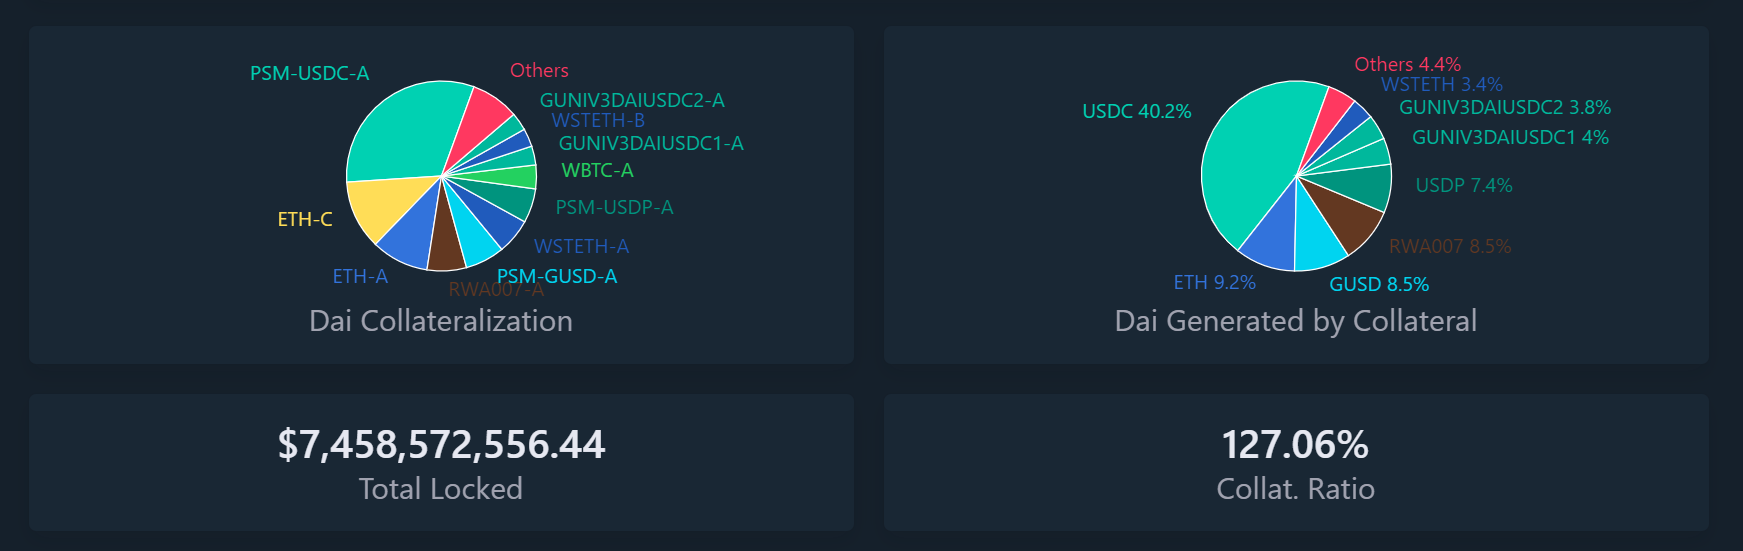 PSM-USDC-A
Others
GUNIV3DAIUSDC2-A
WSTETH-B
GUNIV3DAIUSDC1-A
WBTC-A
PSM-USDP-A
WSTETH-A
PSM-GUSD-A
RWA007-A
ETH-A
ETH-C
Dai Collateralization
Others 4.4%
WSTETH 3.4%
GUNIV3DAIUSDC2 3.8%
GUNIV3DAIUSDC1 4%
USDP 7.4%
RWA007 8.5%
GUSD 8.5%
ETH 9.2%
USDC 40.2%
Dai Generated by Collateral
$7,458,572,556.44
Total Locked
127.06%
Collat. Ratio